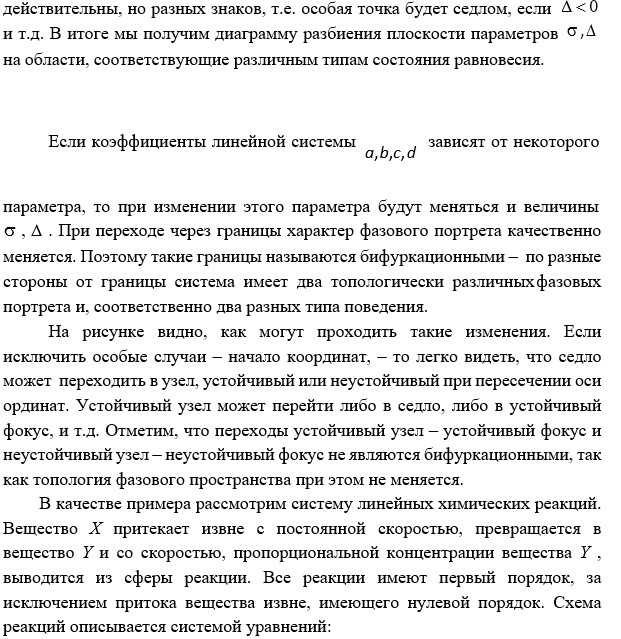 действительны, но разных знаков, т.е. особая точка будет седлом, если Δ < 0
и т.д. В итоге мы получим диаграмму разбиения плоскости параметров σ , Δ
на области, соответствующие различным типам состояния равновесия.
Если коэффициенты линейной системы a,b,c,d зависят от некоторого
параметра, то при изменении этого параметра будут меняться и величины
σ , Δ . При переходе через границы характер фазового портрета качественно
меняется. Поэтому такие границы называются бифуркационными – по разные
стороны от границы система имеет два топологически различных фазовых
портрета и, соответственно два разных типа поведения.
На рисунке видно, как могут проходить такие изменения. Если
исключить особые случаи – начало координат, – то легко видеть, что седло
может переходить в узел, устойчивый или неустойчивый при пересечении оси
ординат. Устойчивый узел может перейти либо в седло, либо в устойчивый
фокус, и т.д. Отметим, что переходы устойчивый узел – устойчивый фокус и
неустойчивый узел – неустойчивый фокус не являются бифуркационными, так
как топология фазового пространства при этом не меняется.
В качестве примера рассмотрим систему линейных химических реакций.
Вещество X притекает извне с постоянной скоростью, превращается в
вещество Y и со скоростью, пропорциональной концентрации вещества Y ,
выводится из сферы реакции. Все реакции имеют первый порядок, за
исключением притока вещества извне, имеющего нулевой порядок. Схема
реакций описывается системой уравнений: